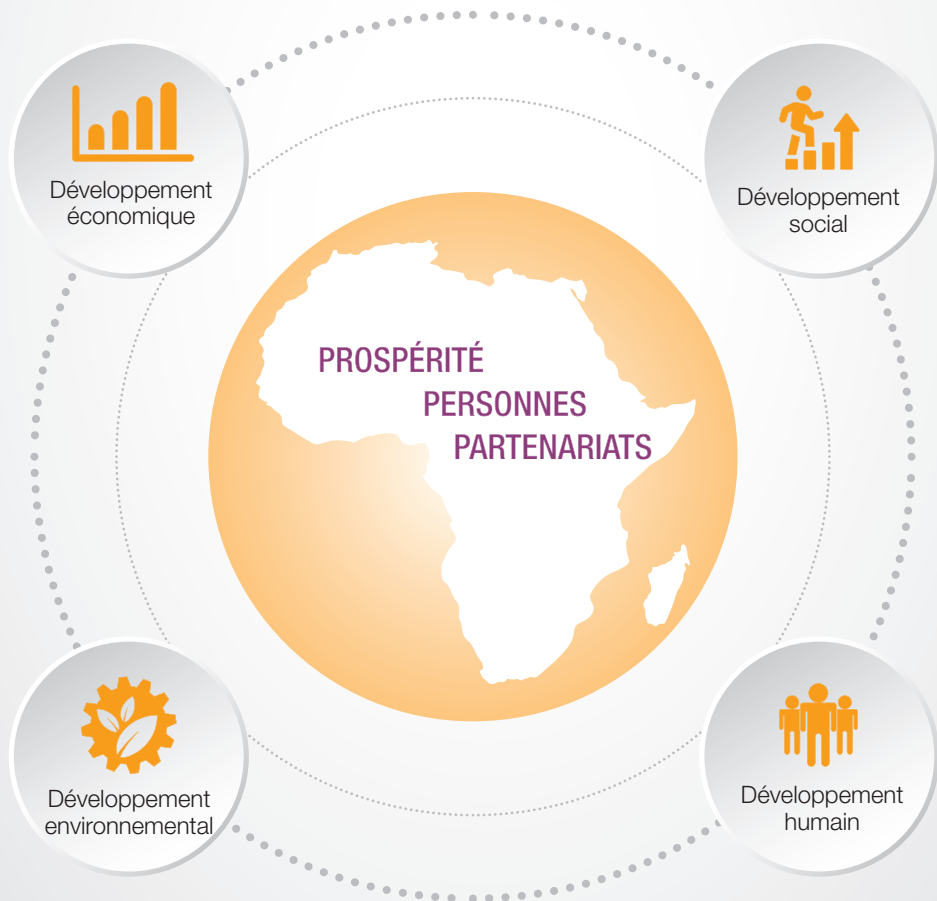 Développement
économique
Développement
social
PROSPÉRITÉ
PERSONNES
PARTENARIATS
Développement
environnemental
Développement
humain